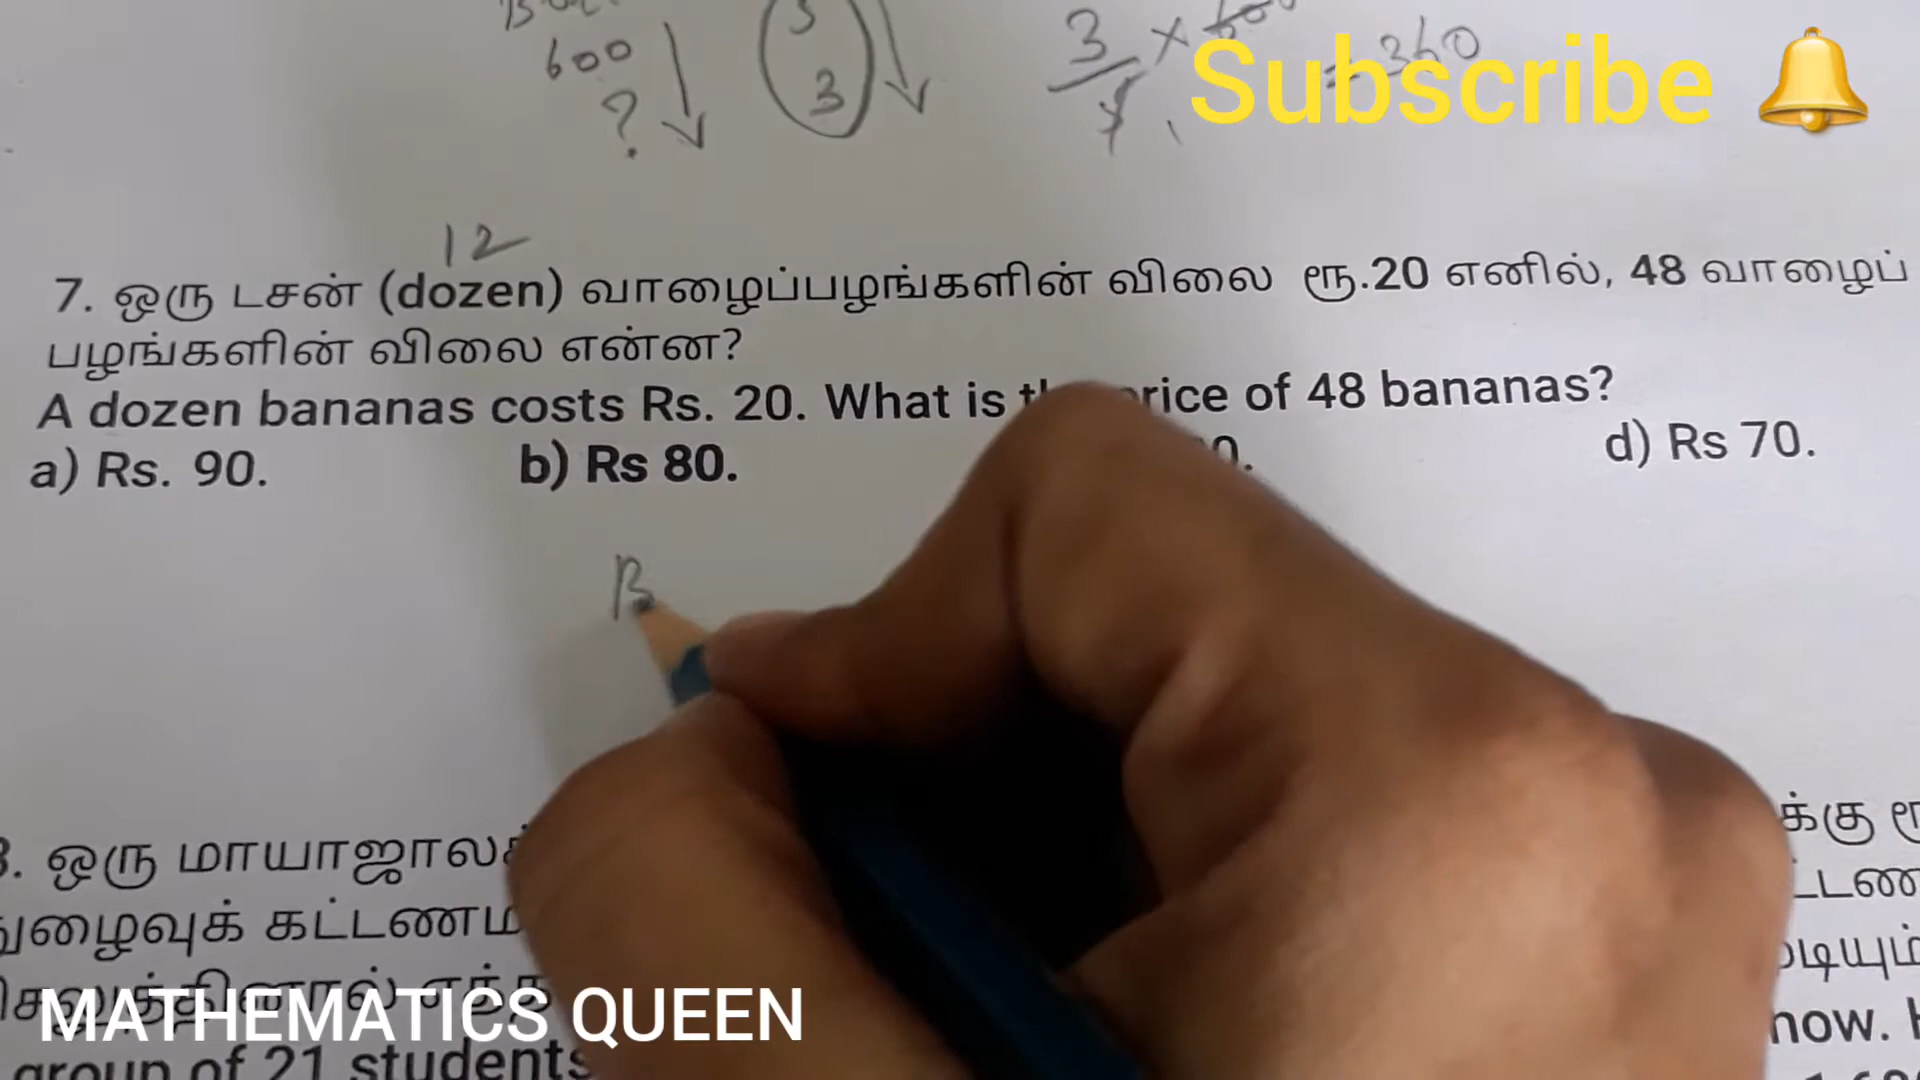 600
?
3
3
= 360
Subscribe
12
7. ஒரு டசன் (dozen) வாழைப்பழங்களின் விலை ரூ.20 எனில், 48 வாழைப்
பழங்களின் விலை என்ன?
A dozen bananas costs Rs. 20. What is of 48 bananas?
a) Rs. 90. b) Rs 80. d) Rs 70.
B
ஒரு
கட்டணம்
க்கு
MATHEMATICS QUEEN
now.
group of 21 students